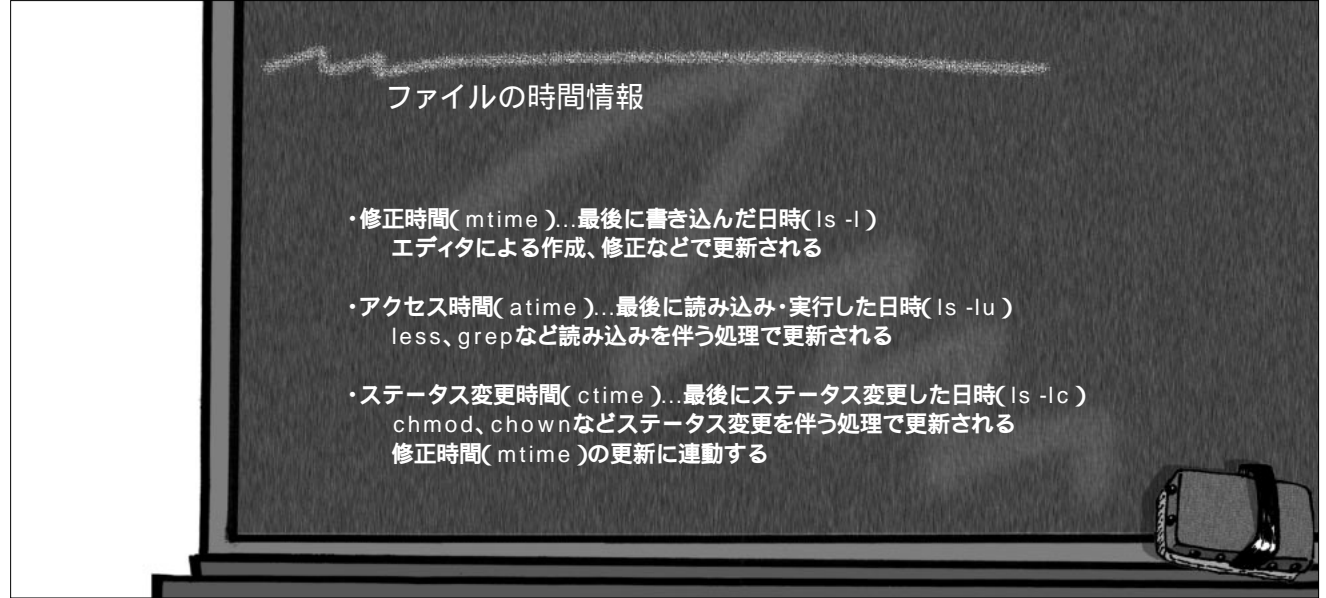 ファイルの時間情報
・修正時間( mtime )...最後に書き込んだ日時( ls -l )
エディタによる作成、修正などで更新される
・アクセス時間( atime )...最後に読み込み・実行した日時( ls -lu )
less、grepなど読み込みを伴う処理で更新される
・ステータス変更時間( ctime )...最後にステータス変更した日時( ls -lc )
chmod、chownなどステータス変更を伴う処理で更新される
修正時間( mtime )の更新に連動する